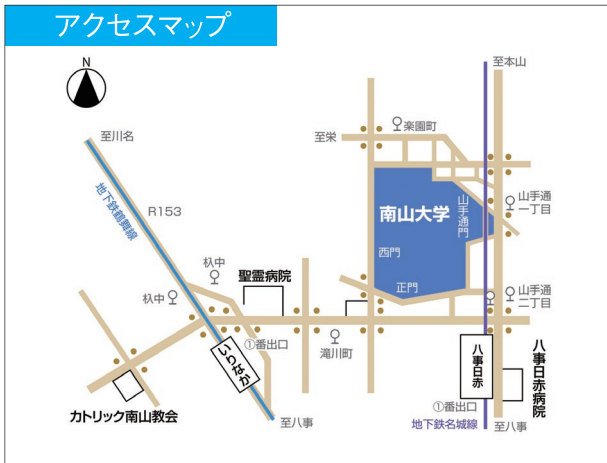 アクセスマップ
N
至本山
至川名
至栄
楽園町
地下鉄鶴舞線
R153
南山大学
山手通門
山手通
一丁目
西門
杁中
聖霊病院
正門
杁中
山手通
二丁目
①番出口
滝川町
いりなか
八事日赤
八事日赤病院
カトリック南山教会
至八事
①番出口
地下鉄名城線
至八事